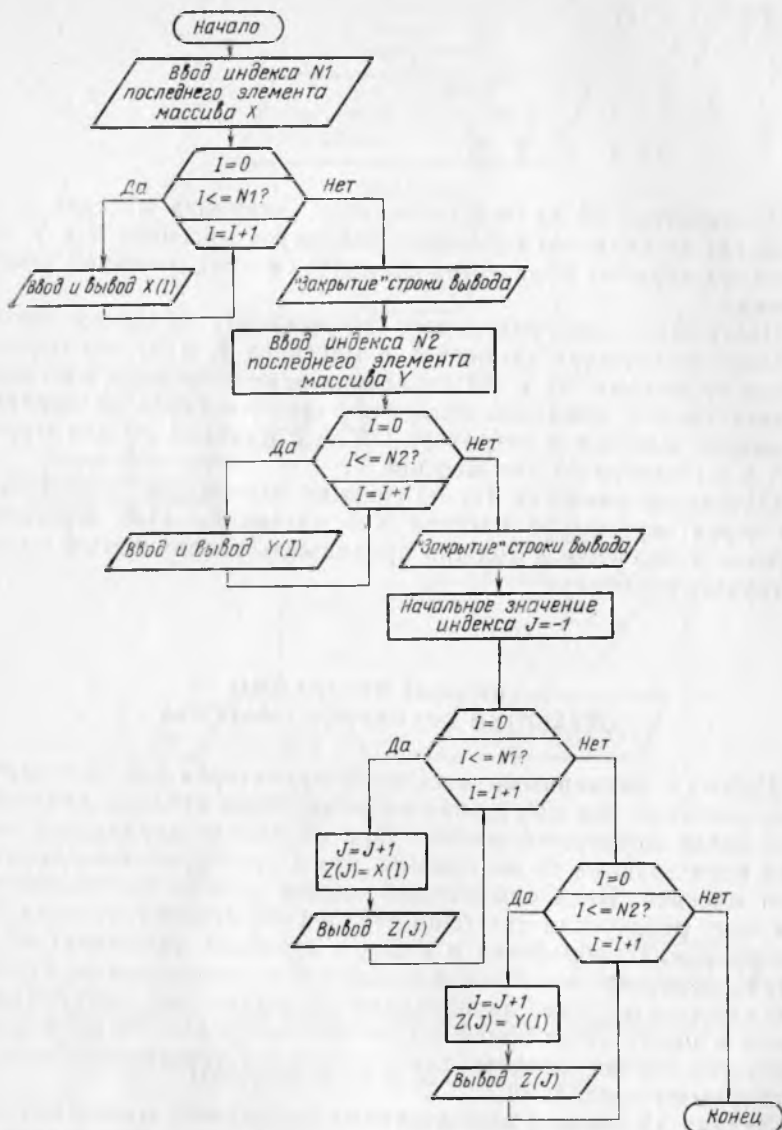 Начало
Ввод индекса N1
последнего элемента
массива X
I=0
Да
I<=N1?
Нет
I=I+1
Ввод и вывод X(I)
"Закрытие" строки вывода
Ввод индекса N2
последнего элемента
массива Y
I=0
Да
I<=N2?
Нет
I=I+1
Ввод и вывод Y(I)
"Закрытие" строки вывода
Начальное значение
индекса J=-1
I=0
Да
I<=N1?
Нет
I=I+1
J=J+1
Z(J)=X(I)
Вывод Z(J)
I=0
Да
I<=N2?
Нет
I=I+1
J=J+1
Z(J)=Y(I)
Вывод Z(J)
Конец